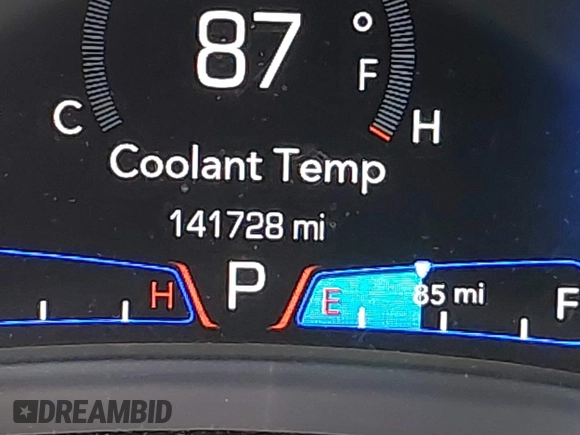 87 °
F
C H
Coolant Temp
141728 mi
H P E 85 mi F
DREAMBID